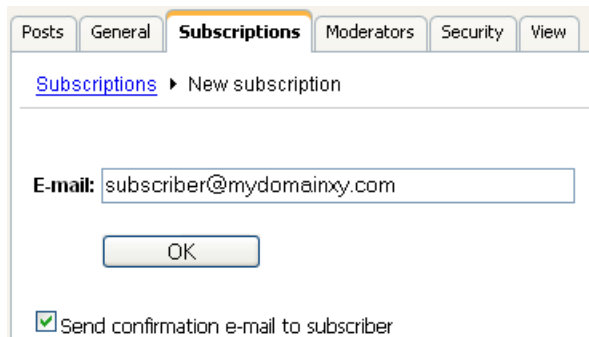 Posts General Subscriptions Moderators Security View
Subscriptions ▸ New subscription
E-mail: subscriber@mydomainxy.com
OK
Send confirmation e-mail to subscriber